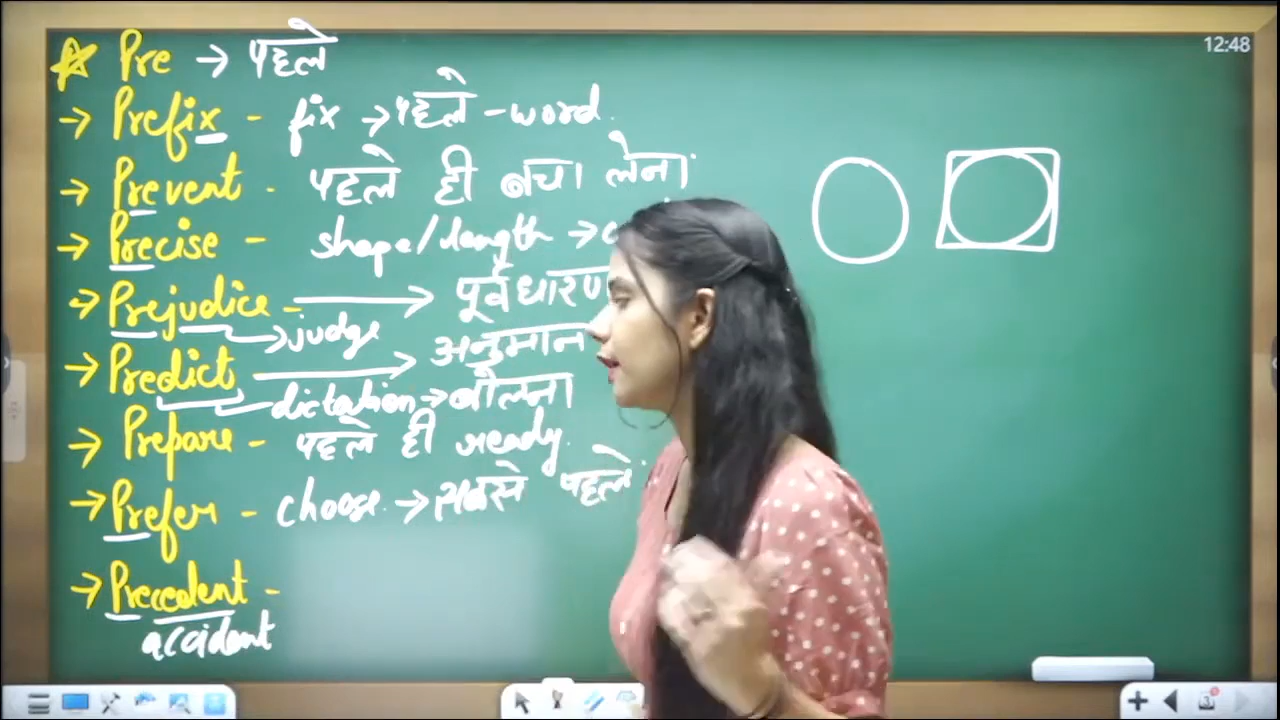 Pre → पहले
12:48
→ Prefix - fix → पहले - word.
→ Prevent - पहले ही बचा लेना
→ Precise - shape/length →
→ Prejudice - → पूर्वधारण
→ judge
→ Predict → अनुमान
dictation → बोलना
→ Prepare - पहले ही ready.
→ Prefer - choose. → सबसे पहले
→ Precedent -
accident